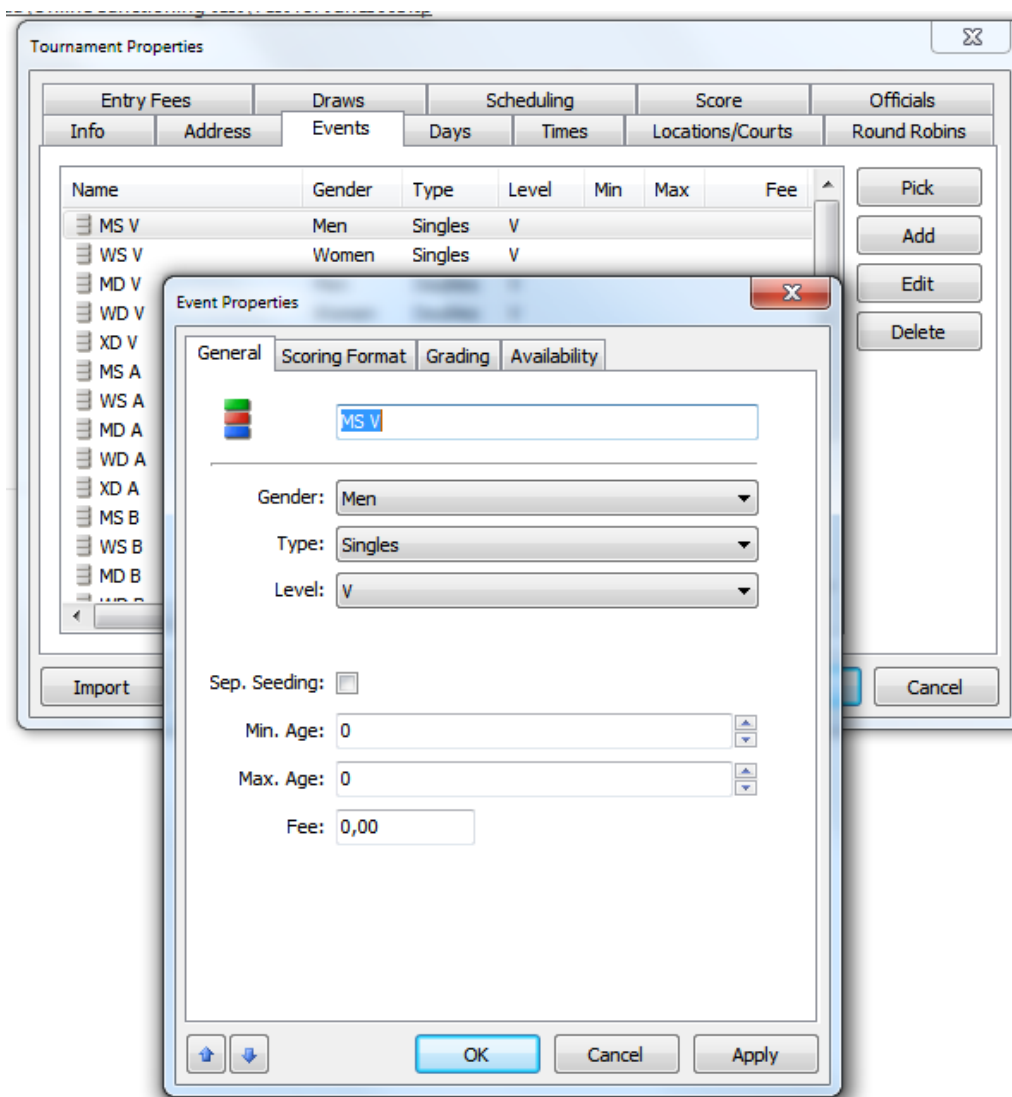 Tournament Properties
Entry Fees Draws Scheduling Score Officials
Info Address Events Days Times Locations/Courts Round Robins
Name Gender Type Level Min Max Fee
Pick
MS V Men Singles V
Add
WS V Women Singles V
MD V
Edit
WD V
Delete
XD V
MS A
WS A
MD A
WD A
XD A
MS B
WS B
MD B
Import
Cancel
Event Properties
General Scoring Format Grading Availability
MS V
Gender: Men
Type: Singles
Level: V
Sep. Seeding:
Min. Age: 0
Max. Age: 0
Fee: 0,00
OK Cancel Apply